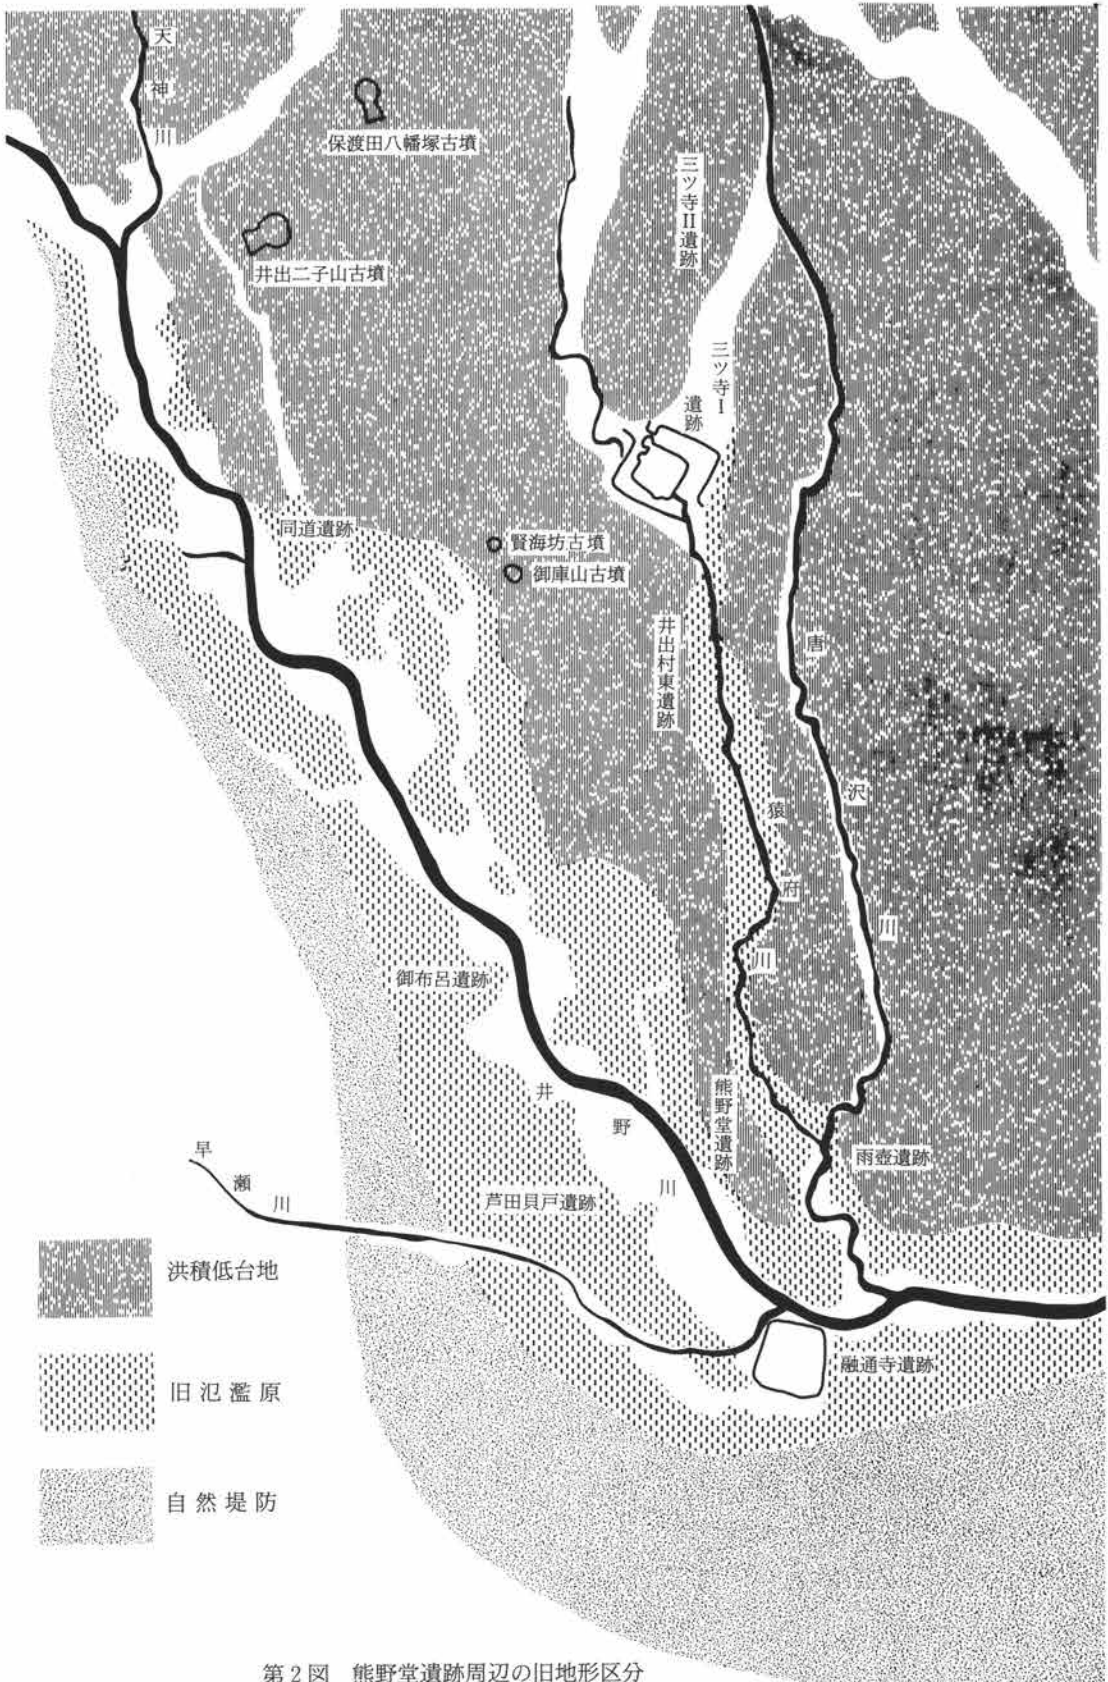 天神川
保渡田八幡塚古墳
井出二子山古墳
三ツ寺II遺跡
三ツ寺I
遺跡
同道遺跡
賢海坊古墳
御庫山古墳
井出村東遺跡
唐沢川
猿府川
御布呂遺跡
井野川
熊野堂遺跡
雨壺遺跡
早瀬川
芦田貝戸遺跡
融通寺遺跡
洪積低台地
旧氾濫原
自然堤防
第2図 熊野堂遺跡周辺の旧地形区分